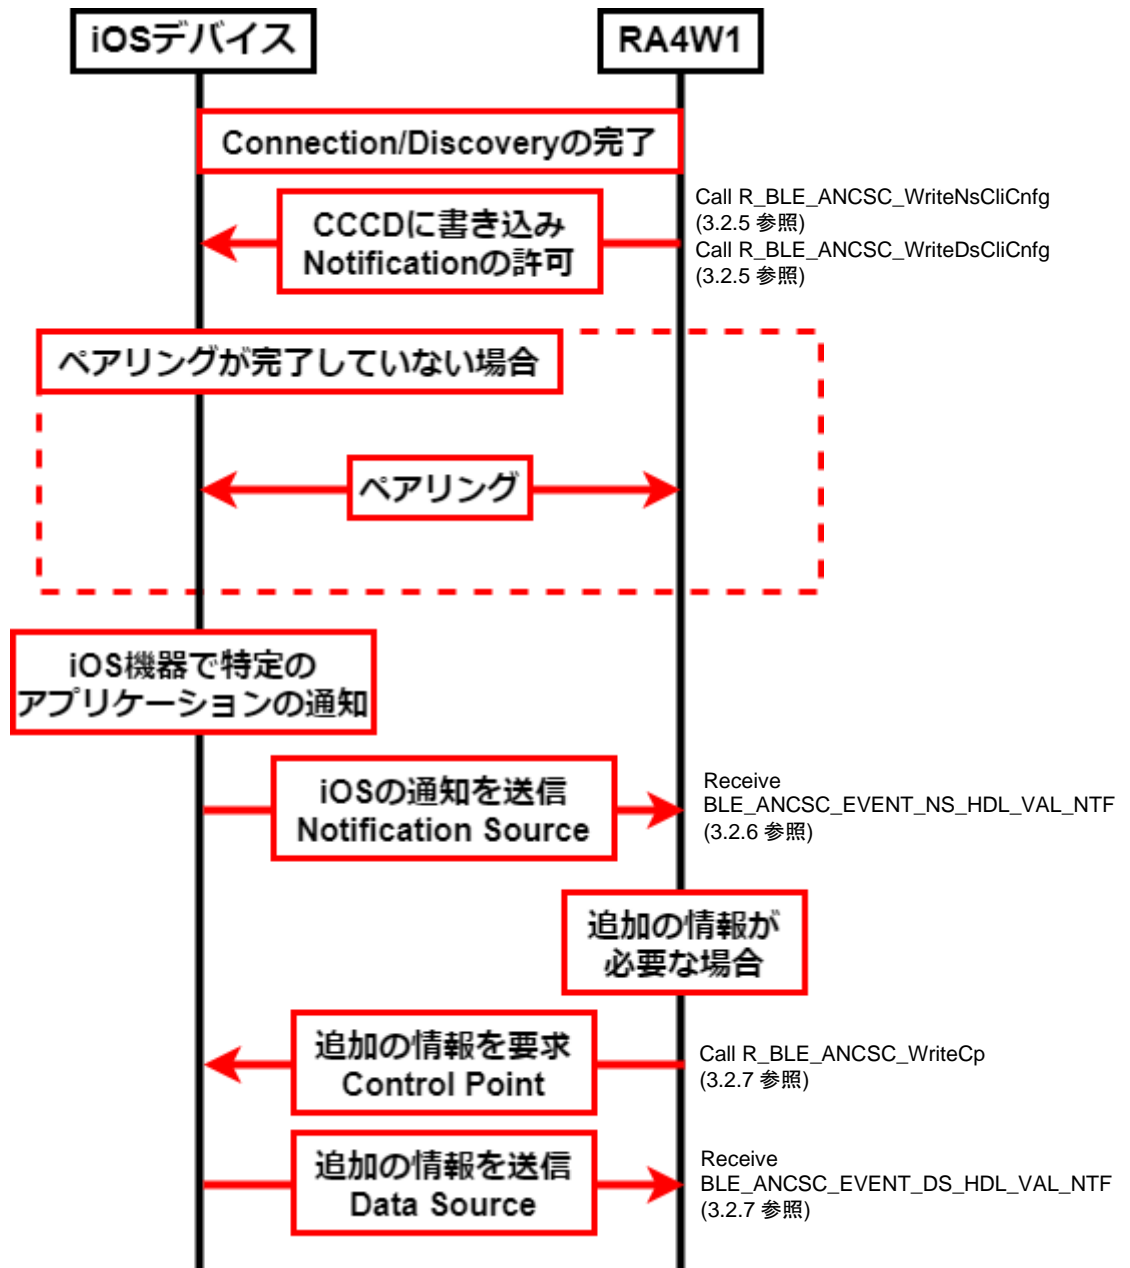 iOSデバイス
RA4W1
Connection/Discoveryの完了
CCCDに書き込み
Notificationの許可
Call R_BLE_ANCSC_WriteNsCliCnfg
(3.2.5 参照)
Call R_BLE_ANCSC_WriteDsCliCnfg
(3.2.5 参照)
ペアリングが完了していない場合
ペアリング
iOS機器で特定の
アプリケーションの通知
iOSの通知を送信
Notification Source
Receive
BLE_ANCSC_EVENT_NS_HDL_VAL_NTF
(3.2.6 参照)
追加の情報が
必要な場合
追加の情報を要求
Control Point
Call R_BLE_ANCSC_WriteCp
(3.2.7 参照)
追加の情報を送信
Data Source
Receive
BLE_ANCSC_EVENT_DS_HDL_VAL_NTF
(3.2.7 参照)